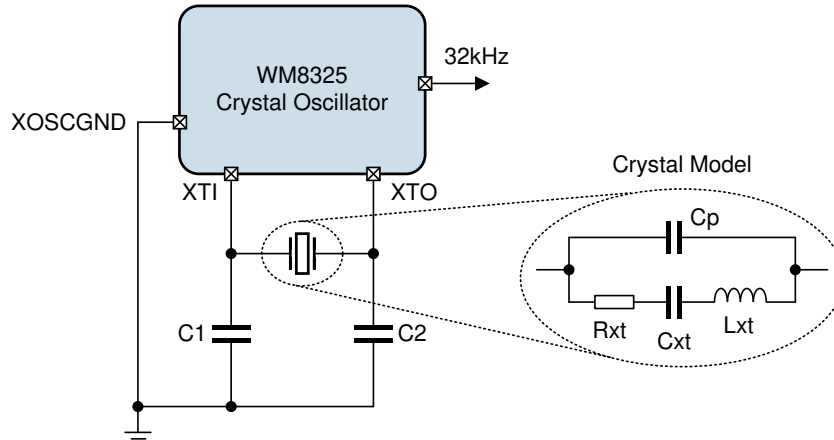 WM8325
Crystal Oscillator
32kHz
XOSCGND
XTI
XTO
Crystal Model
Cp
Rxt
Cxt
Lxt
C1
C2